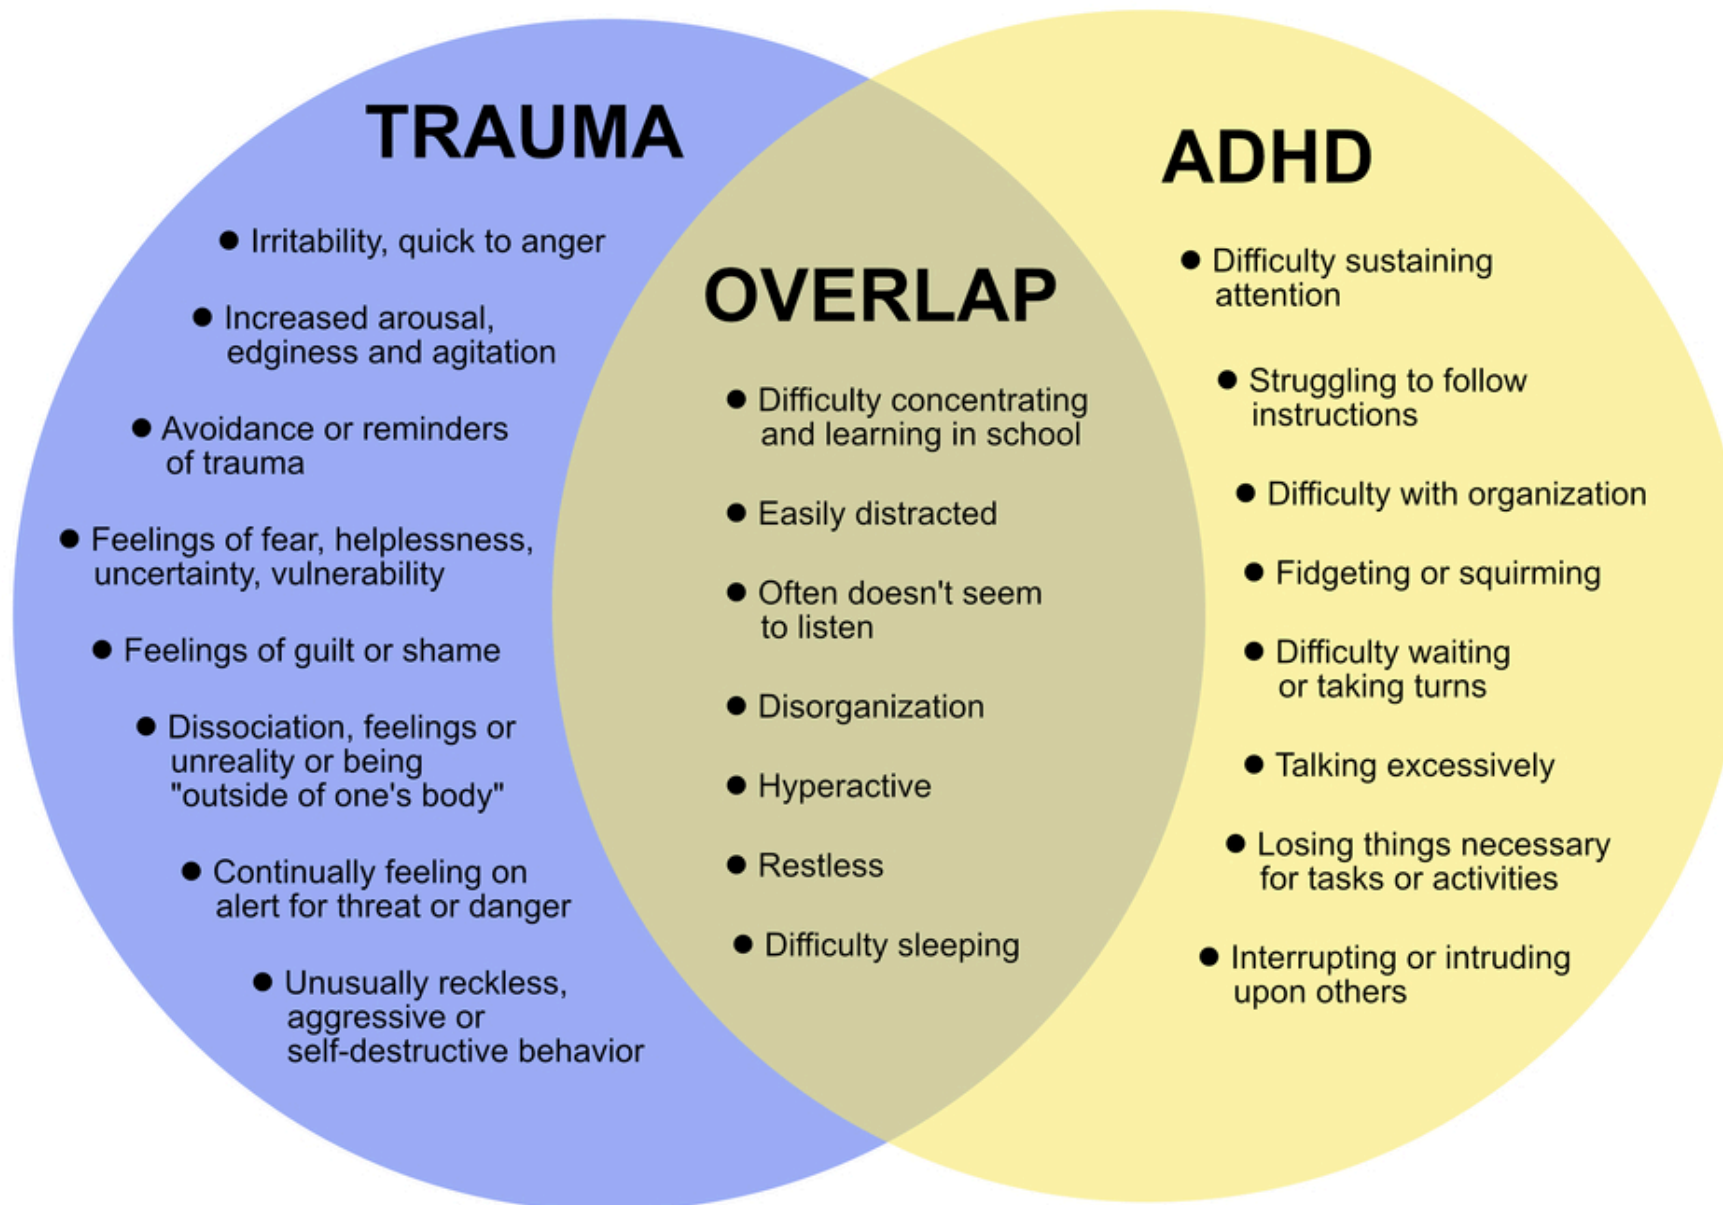 TRAUMA
● Irritability, quick to anger
● Increased arousal,
edginess and agitation
● Avoidance or reminders
of trauma
● Feelings of fear, helplessness,
uncertainty, vulnerability
● Feelings of guilt or shame
● Dissociation, feelings or
unreality or being
"outside of one's body"
● Continually feeling on
alert for threat or danger
● Unusually reckless,
aggressive or
self-destructive behavior
OVERLAP
● Difficulty concentrating
and learning in school
● Easily distracted
● Often doesn't seem
to listen
● Disorganization
● Hyperactive
● Restless
● Difficulty sleeping
ADHD
● Difficulty sustaining
attention
● Struggling to follow
instructions
● Difficulty with organization
● Fidgeting or squirming
● Difficulty waiting
or taking turns
● Talking excessively
● Losing things necessary
for tasks or activities
● Interrupting or intruding
upon others